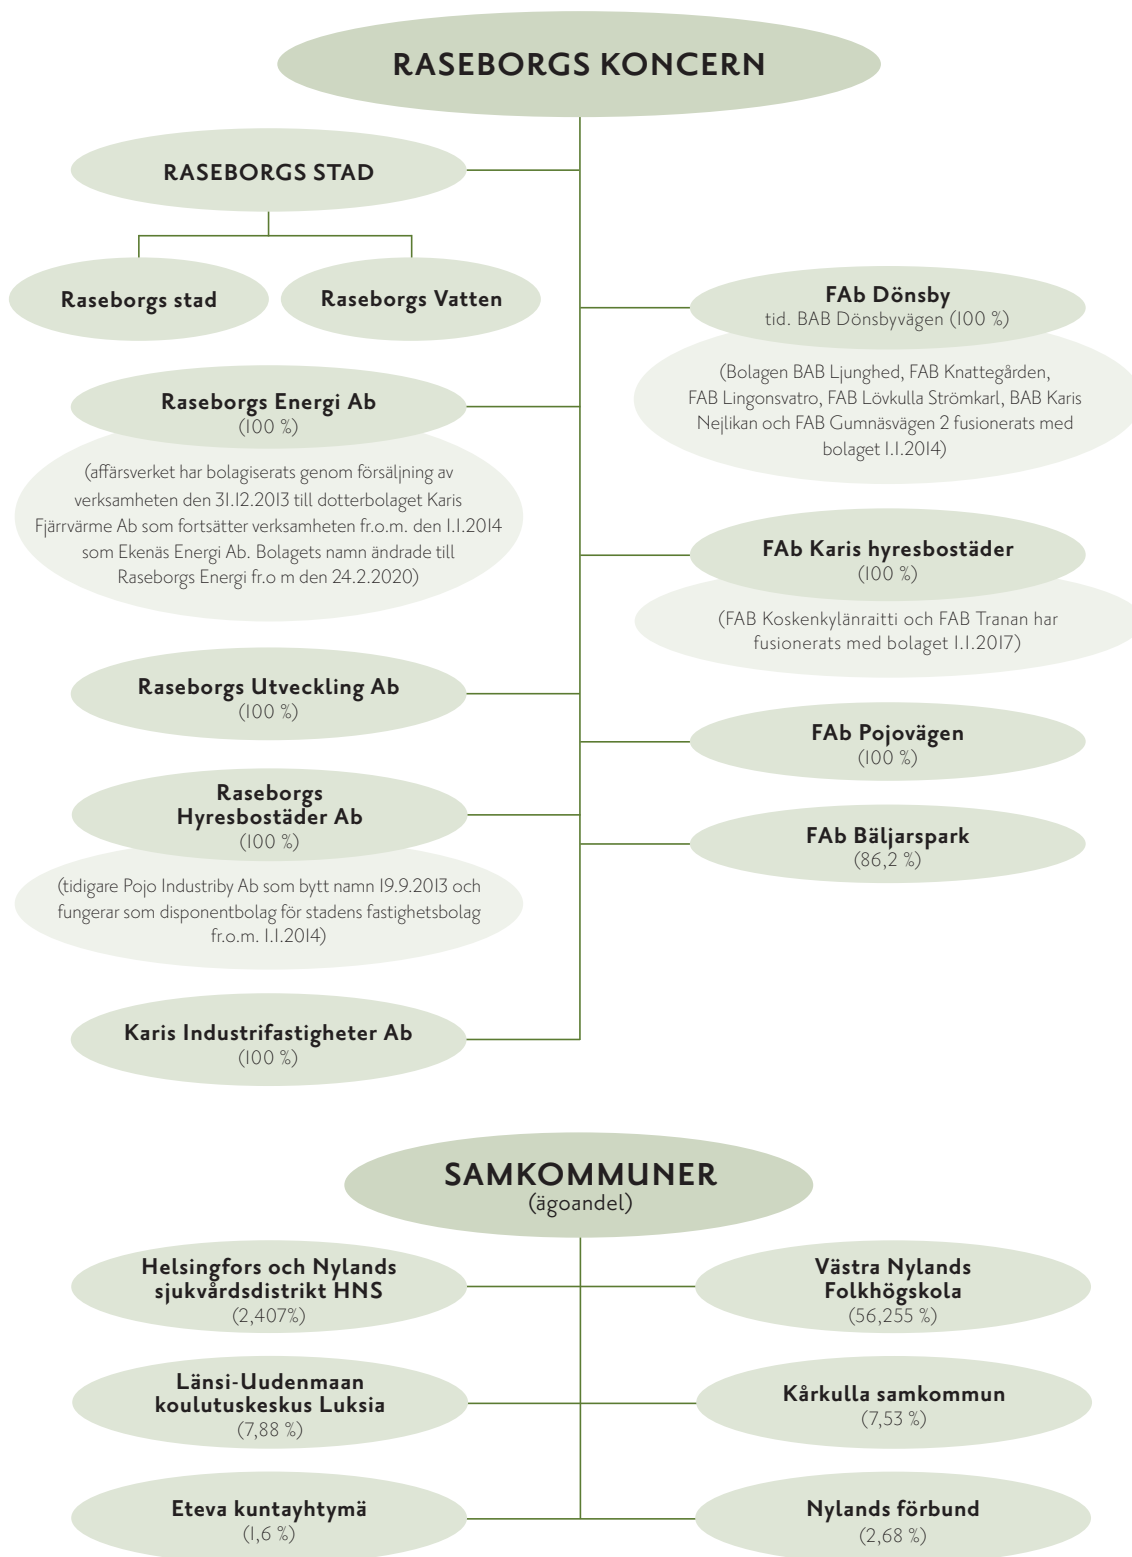 RASEBORGS KONCERN
RASEBORGS STAD
Raseborgs stad
Raseborgs Vatten
Raseborgs Energi Ab
(100 %)
(affärsverket har bolagiserats genom försäljning av
verksamheten den 31.12.2013 till dotterbolaget Karis
Fjärrvärme Ab som fortsätter verksamheten fr.o.m. den 1.1.2014
som Ekenäs Energi Ab. Bolagets namn ändrade till
Raseborgs Energi fr.o m den 24.2.2020)
Raseborgs Utveckling Ab
(100 %)
Raseborgs
Hyresbostäder Ab
(100 %)
(tidigare Pojo Industriby Ab som bytt namn 19.9.2013 och
fungerar som disponentbolag för stadens fastighetsbolag
fr.o.m. 1.1.2014)
Karis Industrifastigheter Ab
(100 %)
FAb Dönsby
tid. BAB Dönsbyvägen (100 %)
(Bolagen BAB Ljunghed, FAB Knattegården,
FAB Lingonsvatro, FAB Lövkulla Strömkarl, BAB Karis
Nejlikan och FAB Gumnäsvägen 2 fusionerats med
bolaget 1.1.2014)
FAb Karis hyresbostäder
(100 %)
(FAB Koskenkylänraitti och FAB Tranan har
fusionerats med bolaget 1.1.2017)
FAb Pojovägen
(100 %)
FAb Bäljarspark
(86,2 %)
SAMKOMMUNER
(ägoandel)
Helsingfors och Nylands
sjukvårdsdistrikt HNS
(2,407%)
Länsi-Uudenmaan
koulutuskeskus Luksia
(7,88 %)
Eteva kuntayhtymä
(1,6 %)
Västra Nylands
Folkhögskola
(56,255 %)
Kårkulla samkommun
(7,53 %)
Nylands förbund
(2,68 %)